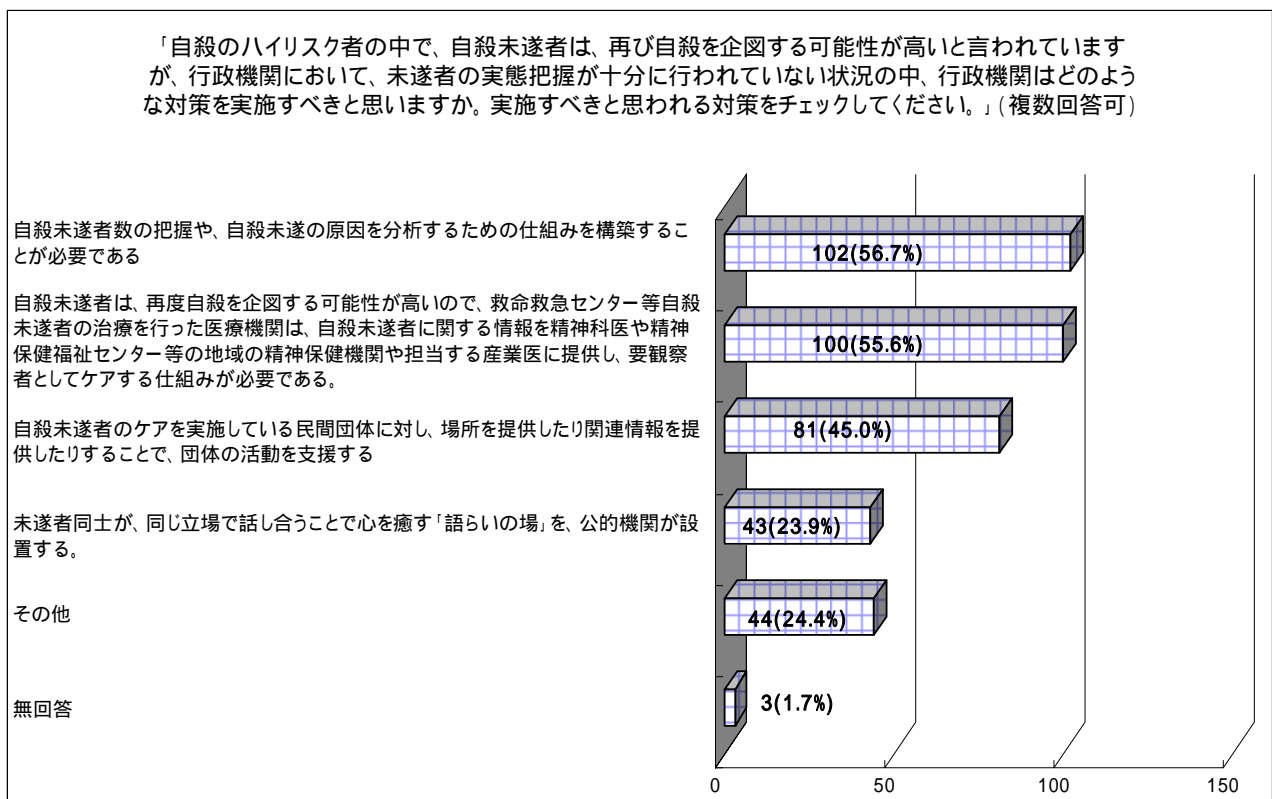 「自殺のハイリスク者の中で、自殺未遂者は、再び自殺を企図する可能性が高いと言われています
が、行政機関において、未遂者の実態把握が十分に行われていない状況の中、行政機関はどのよう
な対策を実施すべきと思いますか。実施すべきと思われる対策をチェックしてください。」(複数回答可)
自殺未遂者数の把握や、自殺未遂の原因を分析するための仕組みを構築するこ
とが必要である
102(56.7%)
自殺未遂者は、再度自殺を企図する可能性が高いので、救命救急センター等自殺
未遂者の治療を行った医療機関は、自殺未遂者に関する情報を精神科医や精神
保健福祉センター等の地域の精神保健機関や担当する産業医に提供し、要観察
者としてケアする仕組みが必要である。
100(55.6%)
自殺未遂者のケアを実施している民間団体に対し、場所を提供したり関連情報を提
供したりすることで、団体の活動を支援する
81(45.0%)
未遂者同士が、同じ立場で話し合うことで心を癒す「語らいの場」を、公的機関が設
置する。
43(23.9%)
その他
44(24.4%)
無回答
3(1.7%)
0 50 100 150